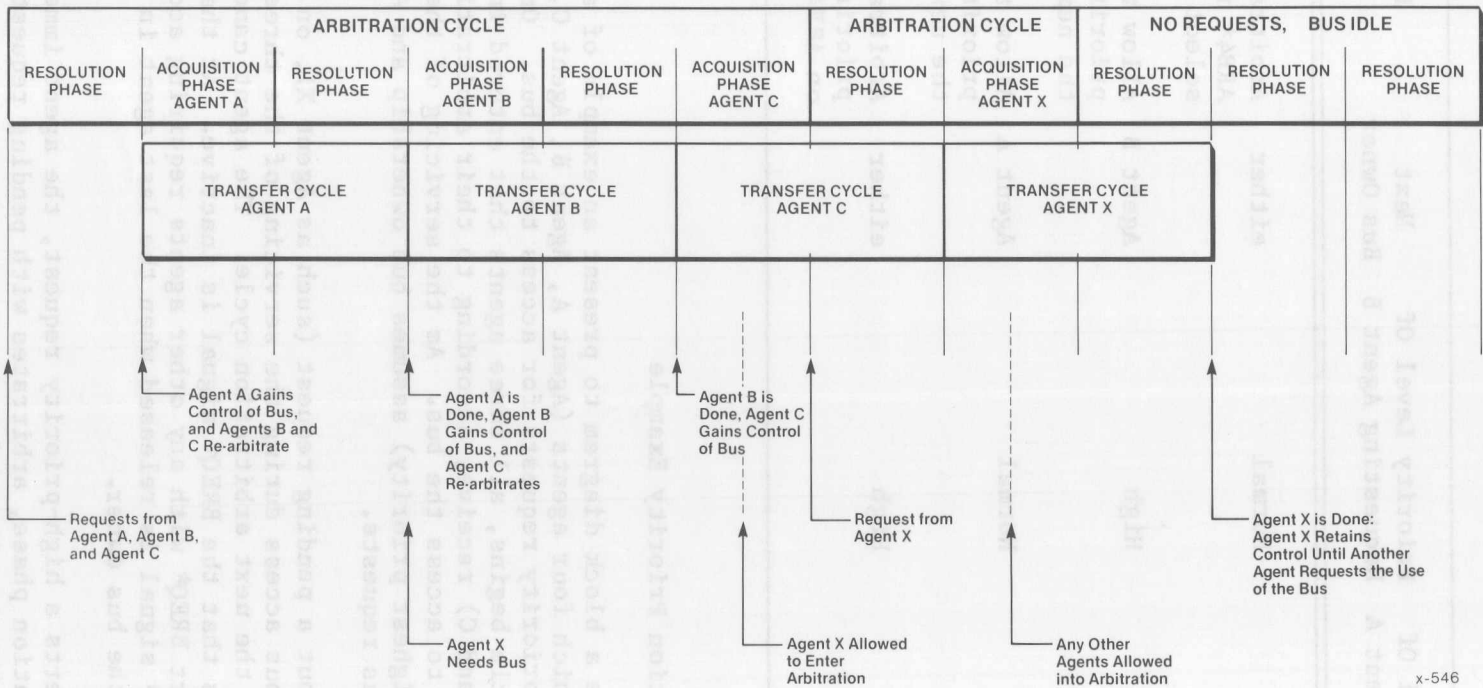 ARBITRATION CYCLE
ARBITRATION CYCLE
NO REQUESTS, BUS IDLE
RESOLUTION
PHASE
ACQUISITION
PHASE
AGENT A
RESOLUTION
PHASE
ACQUISITION
PHASE
AGENT B
RESOLUTION
PHASE
ACQUISITION
PHASE
AGENT C
RESOLUTION
PHASE
ACQUISITION
PHASE
AGENT X
RESOLUTION
PHASE
RESOLUTION
PHASE
RESOLUTION
PHASE
TRANSFER CYCLE
AGENT A
TRANSFER CYCLE
AGENT B
TRANSFER CYCLE
AGENT C
TRANSFER CYCLE
AGENT X
Agent A Gains
Control of Bus,
and Agents B and
C Re-arbitrate
Agent A is
Done, Agent B
Gains Control
of Bus, and
Agent C
Re-arbitrates
Agent B is
Done, Agent C
Gains Control
of Bus
Requests from
Agent A, Agent B,
and Agent C
Request from
Agent X
Agent X is Done:
Agent X Retains
Control Until Another
Agent Requests the Use
of the Bus
Agent X
Needs Bus
Agent X Allowed
to Enter
Arbitration
Any Other
Agents Allowed
into Arbitration
x-546